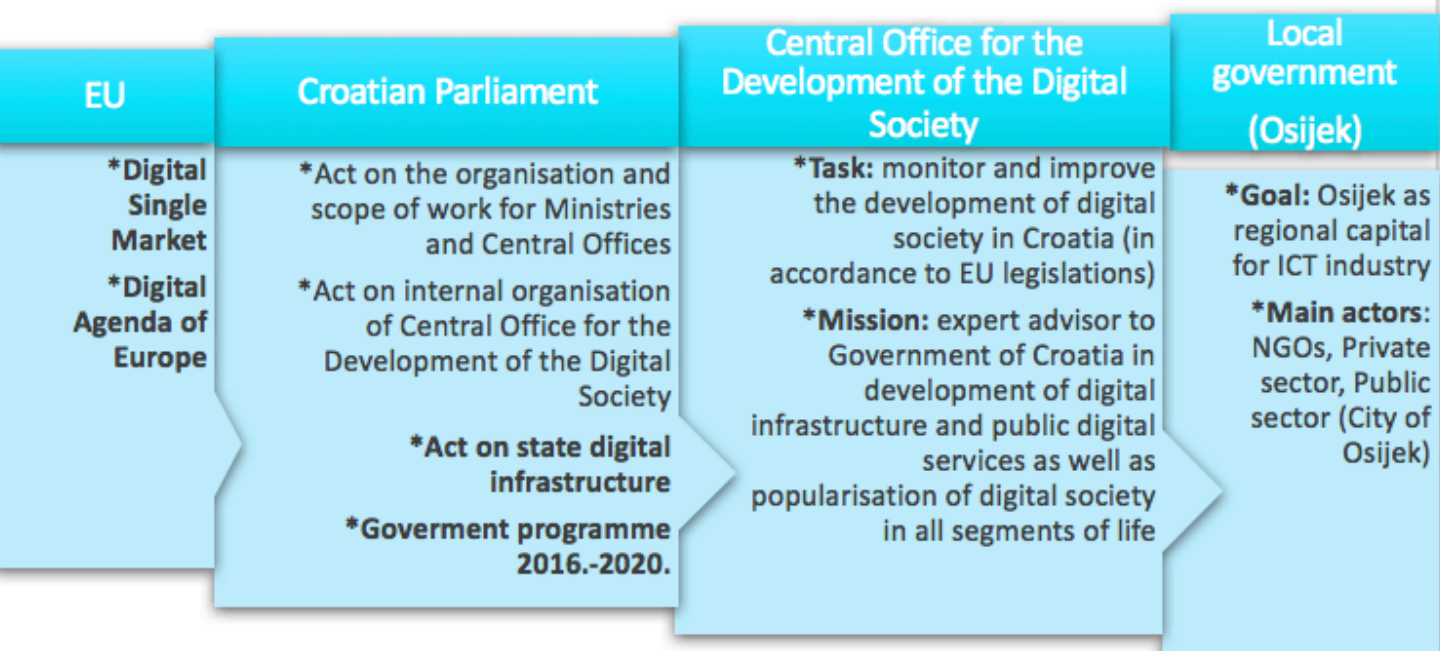 EU
*Digital
Single
Market
*Digital
Agenda of
Europe
Croatian Parliament
*Act on the organisation and
scope of work for Ministries
and Central Offices
*Act on internal organisation
of Central Office for the
Development of the Digital
Society
*Act on state digital
infrastructure
*Goverment programme
2016.-2020.
Central Office for the
Development of the Digital
Society
*Task: monitor and improve
the development of digital
society in Croatia (in
accordance to EU legislations)
*Mission: expert advisor to
Government of Croatia in
development of digital
infrastructure and public digital
services as well as
popularisation of digital society
in all segments of life
Local
government
(Osijek)
*Goal: Osijek as
regional capital
for ICT industry
*Main actors:
NGOs, Private
sector, Public
sector (City of
Osijek)